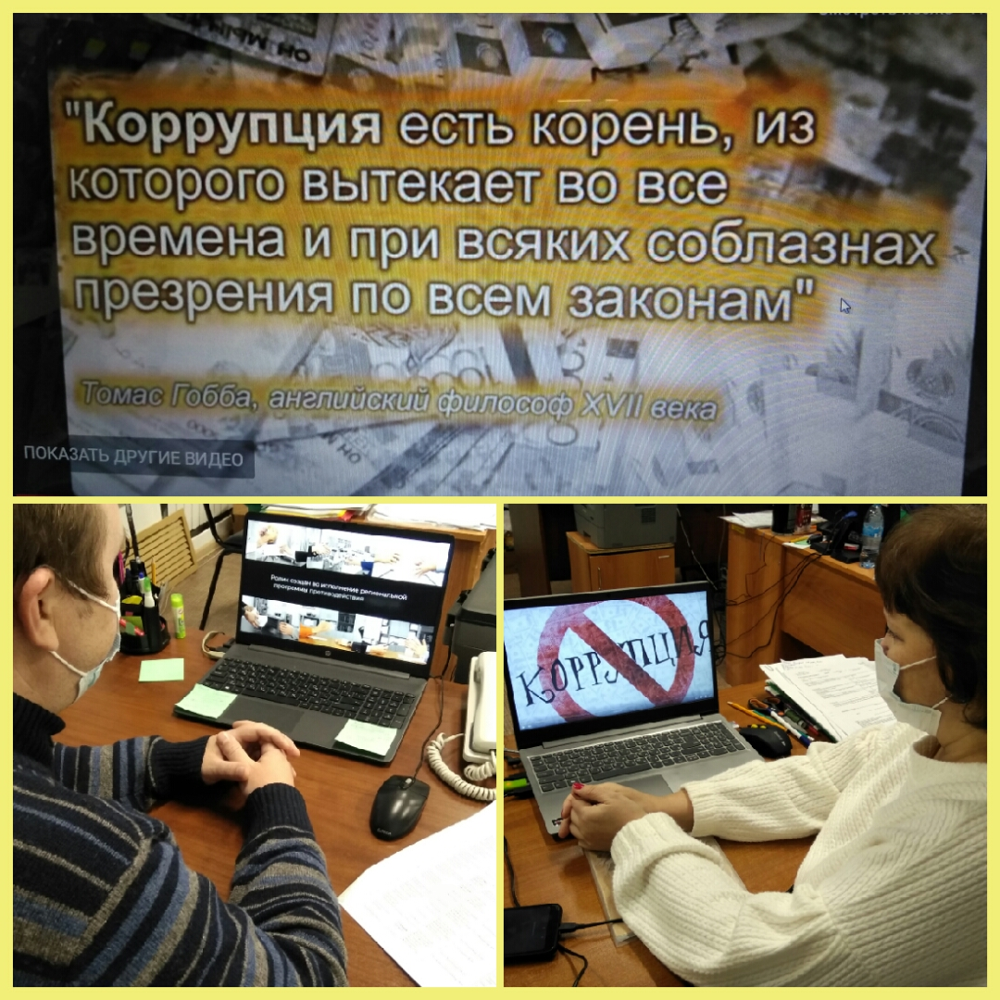 "Коррупция есть корень, из
которого вытекает во все
времена и при всяких соблазнах
презрения по всем законам"
Томас Гобба, английский философ XVII века
ПОКАЗАТЬ ДРУГИЕ ВИДЕО
Ролик создан во исполнение региональной
программы противодействия
КОРРУПЦИЯ